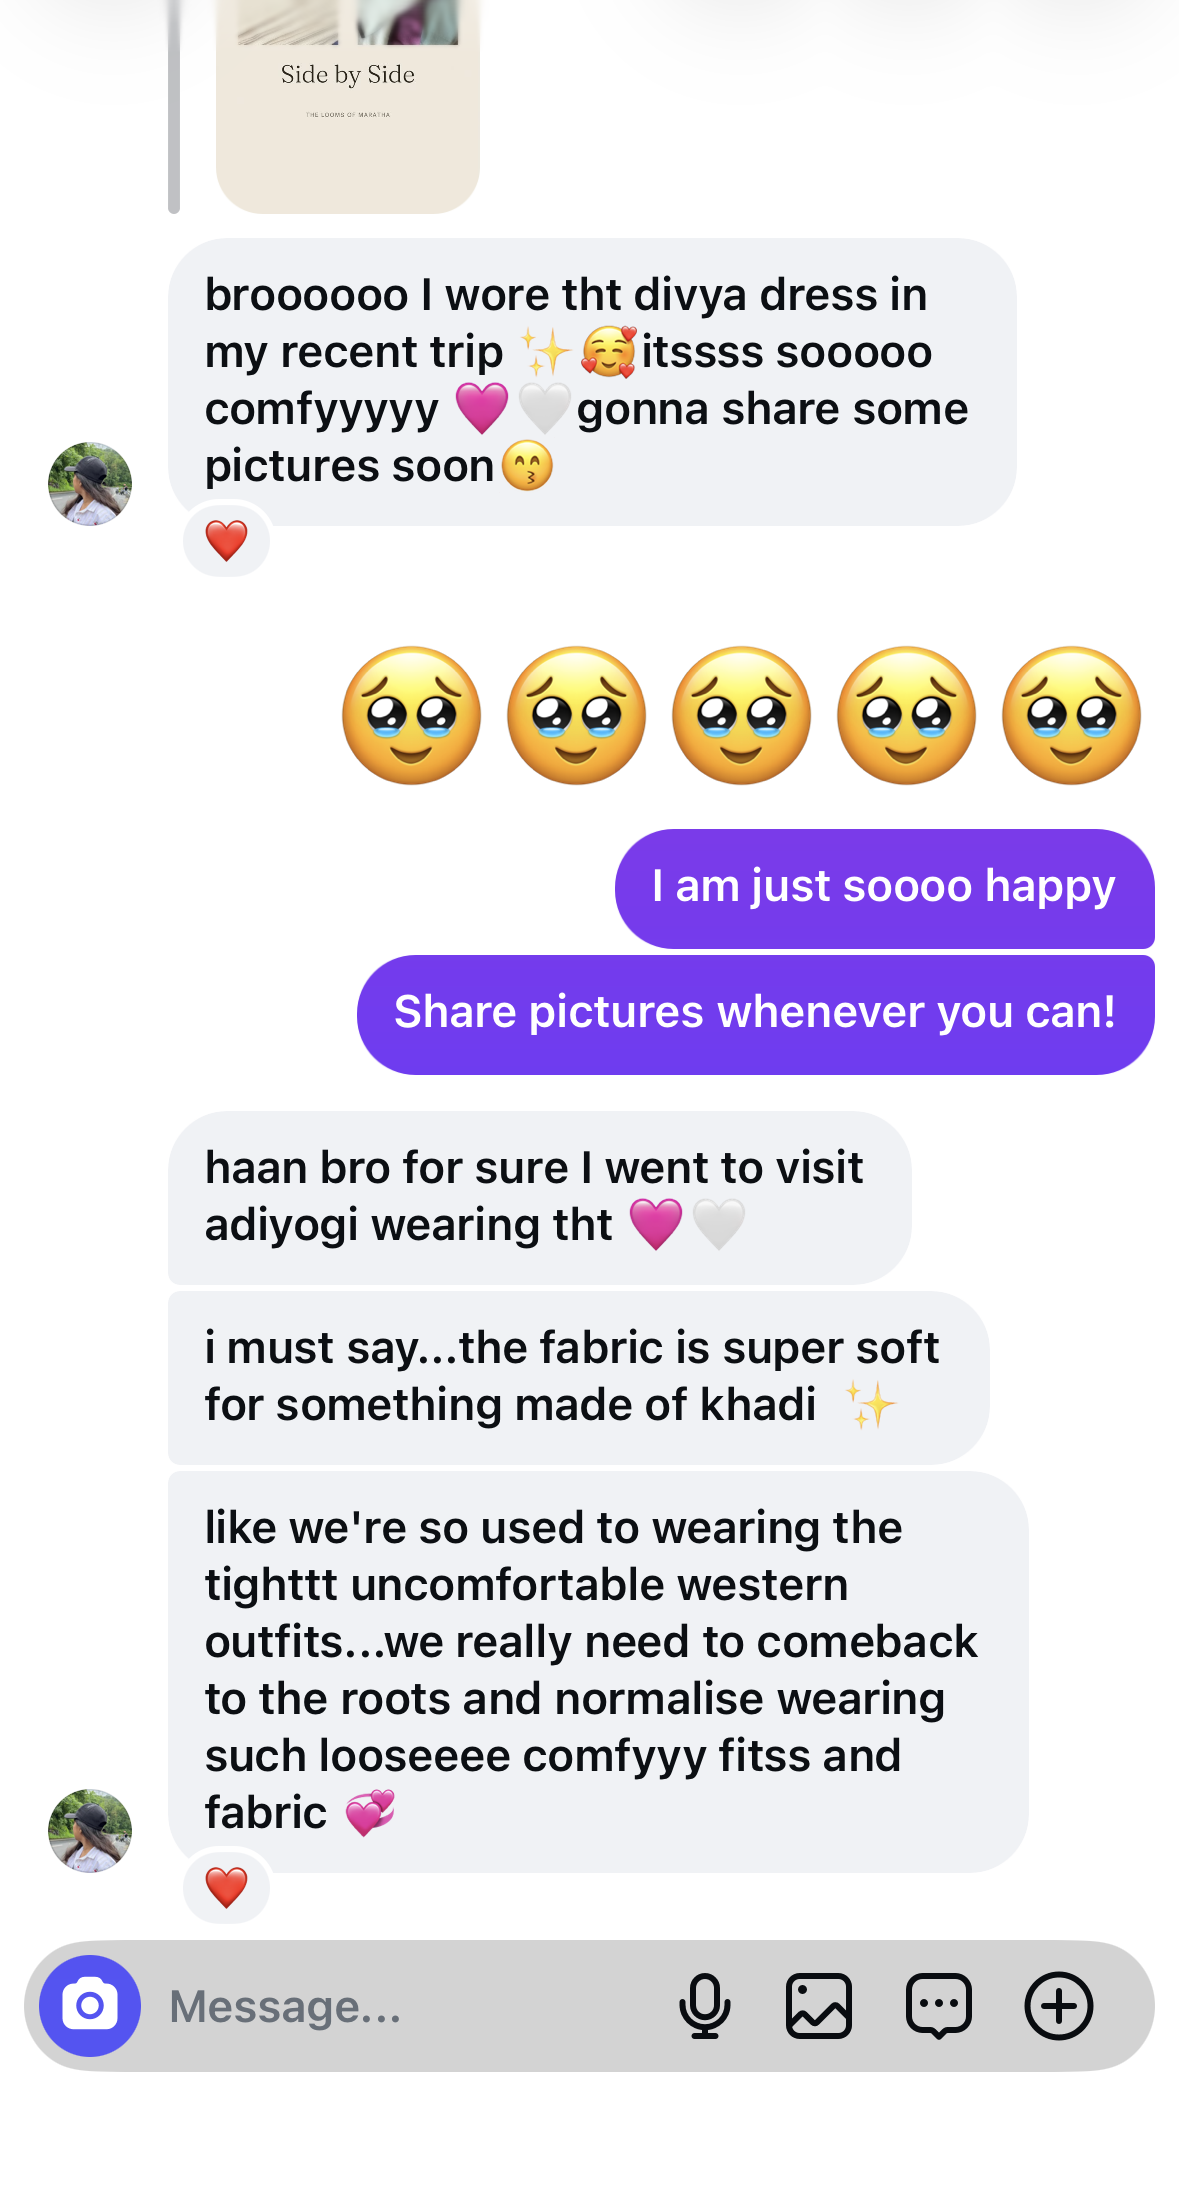 Side by Side
THE LOOMS OF MARATHA
broooooo I wore tht divya dress in
my recent trip ✨🥰itssss sooooo
comfyyyyy 🩷🤍gonna share some
pictures soon😙
❤️
🥹🥹🥹🥹🥹
I am just soooo happy
Share pictures whenever you can!
haan bro for sure I went to visit
adiyogi wearing tht 🩷🤍
i must say...the fabric is super soft
for something made of khadi ✨
like we're so used to wearing the
tighttt uncomfortable western
outfits...we really need to comeback
to the roots and normalise wearing
such looseeee comfyyy fitss and
fabric 💞
❤️
Message...